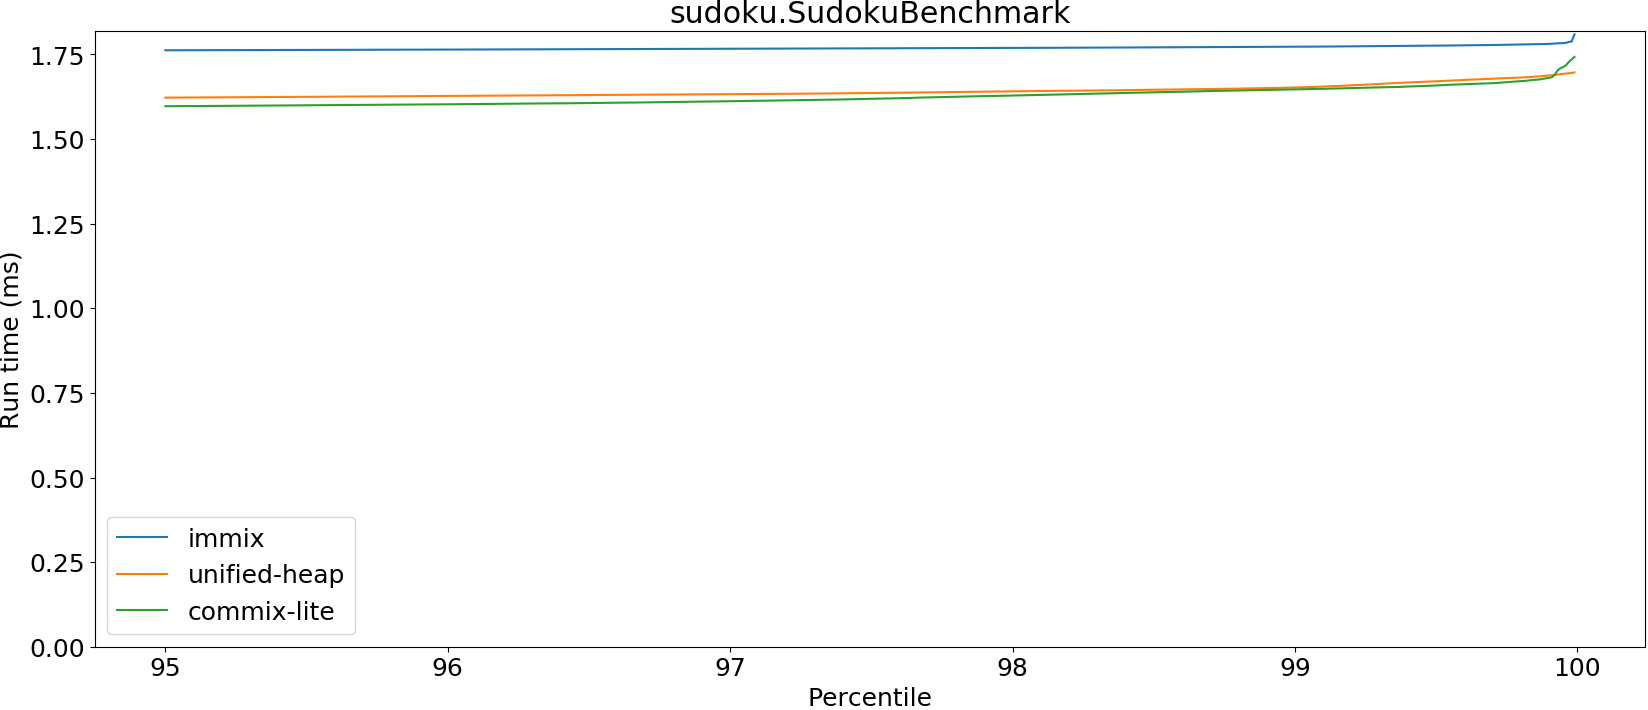 sudoku.SudokuBenchmark
Run time (ms)
1.75
1.50
1.25
1.00
0.75
0.50
0.25
0.00
immix
unified-heap
commix-lite
95 96 97 98 99 100
Percentile